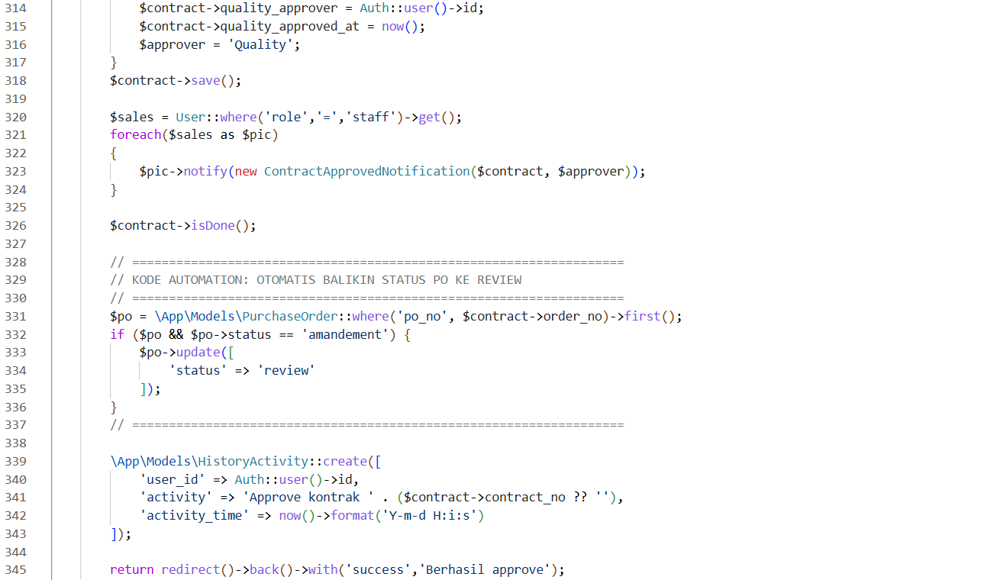 314 $contract->quality_approver = Auth::user()->id;
315 $contract->quality_approved_at = now();
316 $approver = 'Quality';
317 }
318 $contract->save();
319
320 $sales = User::where('role','=','staff')->get();
321 foreach($sales as $pic)
322 {
323 $pic->notify(new ContractApprovedNotification($contract, $approver));
324 }
325
326 $contract->isDone();
327
328 // ===================================================================
329 // KODE AUTOMATION: OTOMATIS BALIKIN STATUS PO KE REVIEW
330 // ===================================================================
331 $po = \App\Models\PurchaseOrder::where('po_no', $contract->order_no)->first();
332 if ($po && $po->status == 'amandement') {
333 $po->update([
334 'status' => 'review'
335 ]);
336 }
337 // ===================================================================
338
339 \App\Models\HistoryActivity::create([
340 'user_id' => Auth::user()->id,
341 'activity' => 'Approve kontrak ' . ($contract->contract_no ?? ''),
342 'activity_time' => now()->format('Y-m-d H:i:s')
343 ]);
344
345 return redirect()->back()->with('success','Berhasil approve');